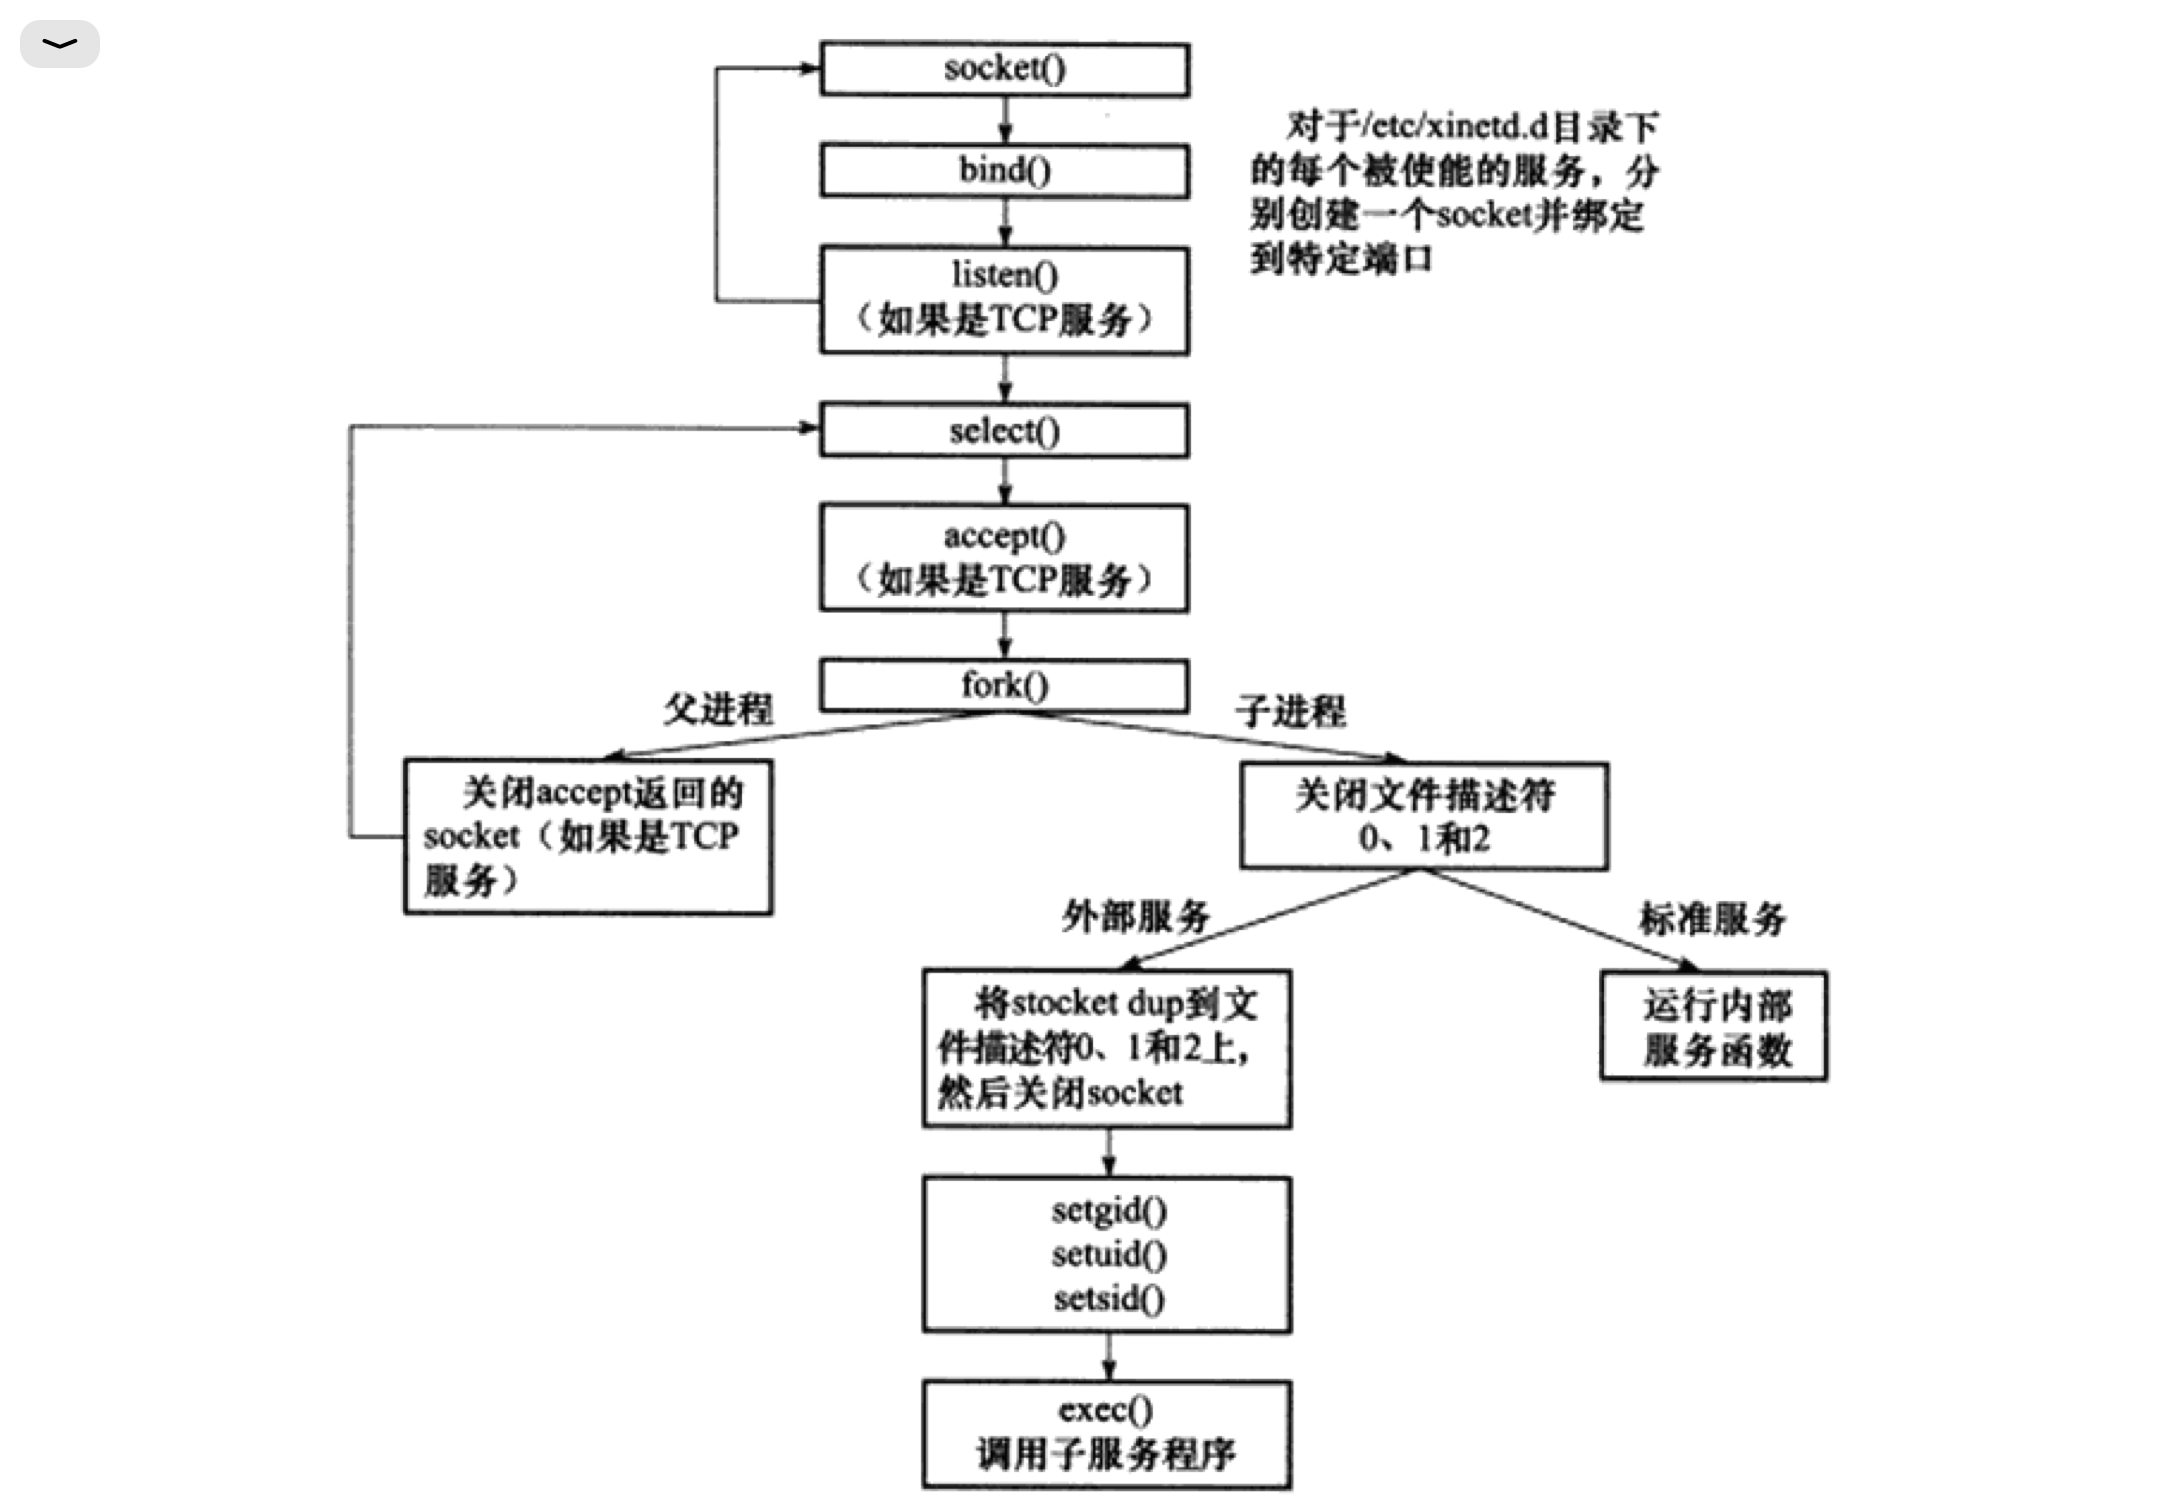 socket()
对于/etc/xinetd.d目录下
的每个被使能的服务，分
别创建一个socket并绑定
到特定端口
bind()
listen()
（如果是TCP服务）
select()
accept()
（如果是TCP服务）
fork()
父进程
子进程
关闭accept返回的
socket（如果是TCP
服务）
关闭文件描述符
0、1和2
外部服务
标准服务
将stocket dup到文
件描述符0、1和2上，
然后关闭socket
运行内部
服务函数
setgid()
setuid()
setsid()
exec()
调用子服务程序